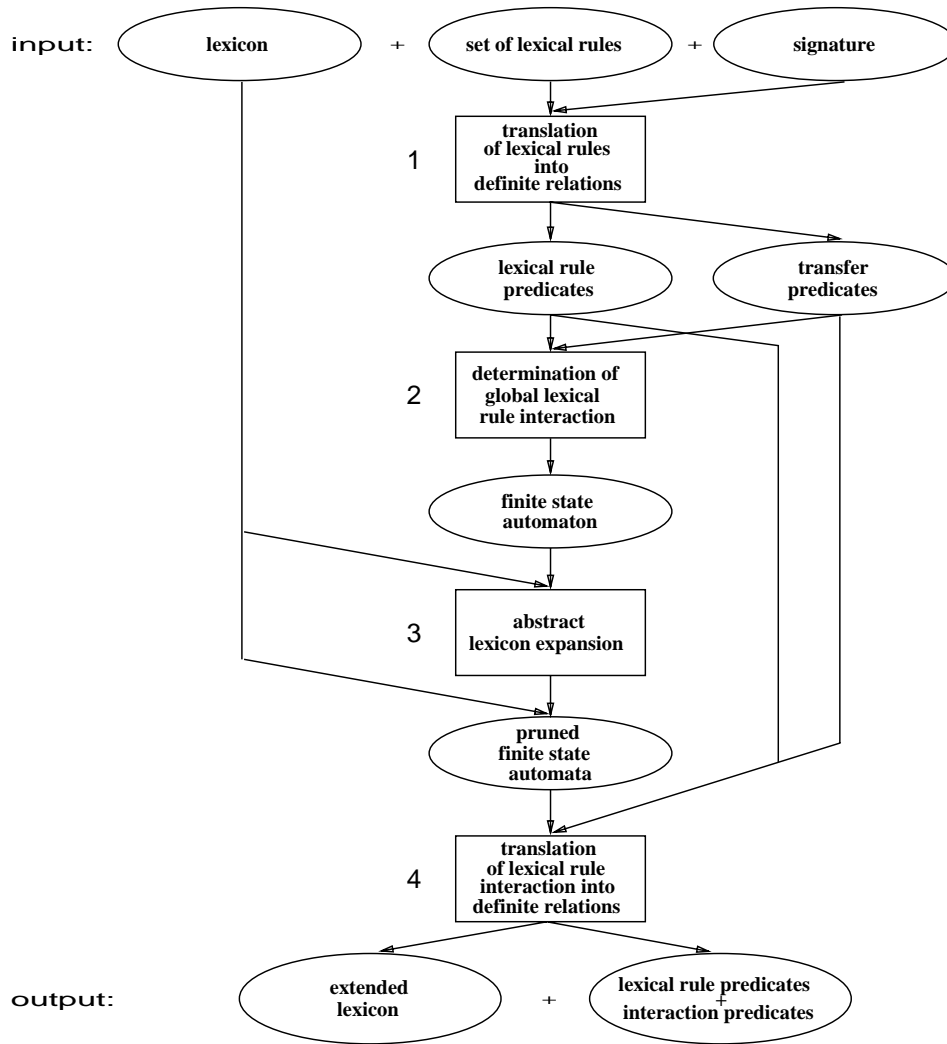 input: lexicon + set of lexical rules + signature
1
translation
of lexical rules
into
definite relations
lexical rule
predicates
transfer
predicates
2
determination of
global lexical
rule interaction
finite state
automaton
3
abstract
lexicon expansion
pruned
finite state
automata
4
translation
of lexical rule
interaction into
definite relations
output:
extended
lexicon
+
lexical rule predicates
+
interaction predicates